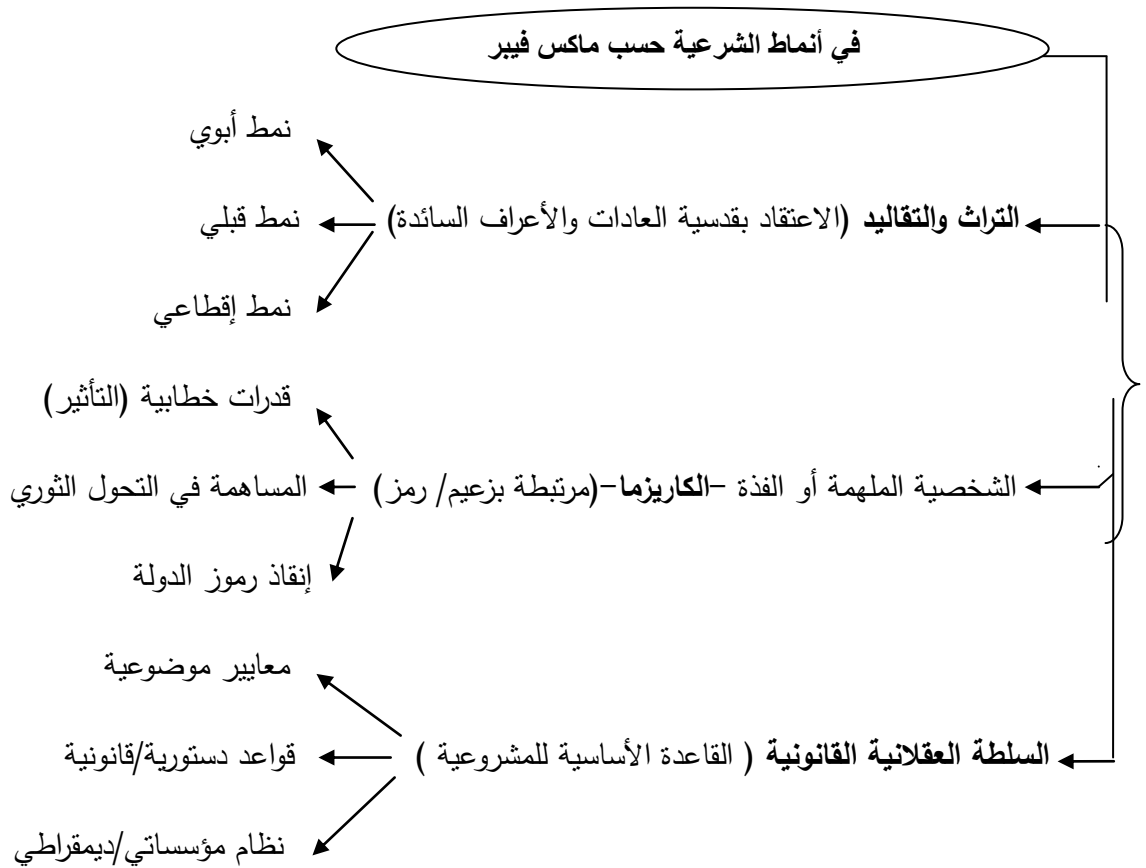 في أنماط الشرعية حسب ماكس فيبر
نمط أبوي
التراث والتقاليد (الاعتقاد بقدسية العادات والأعراف السائدة)
نمط قبلي
نمط إقطاعي
قدرات خطابية (التأثير)
الشخصية الملهمة أو الفذة -الكاريزما-(مرتبطة بزعيم/ رمز)
المساهمة في التحول الثوري
إنقاذ رموز الدولة
معايير موضوعية
السلطة العقلانية القانونية ( القاعدة الأساسية للمشروعية )
قواعد دستورية/قانونية
نظام مؤسساتي/ديمقراطي